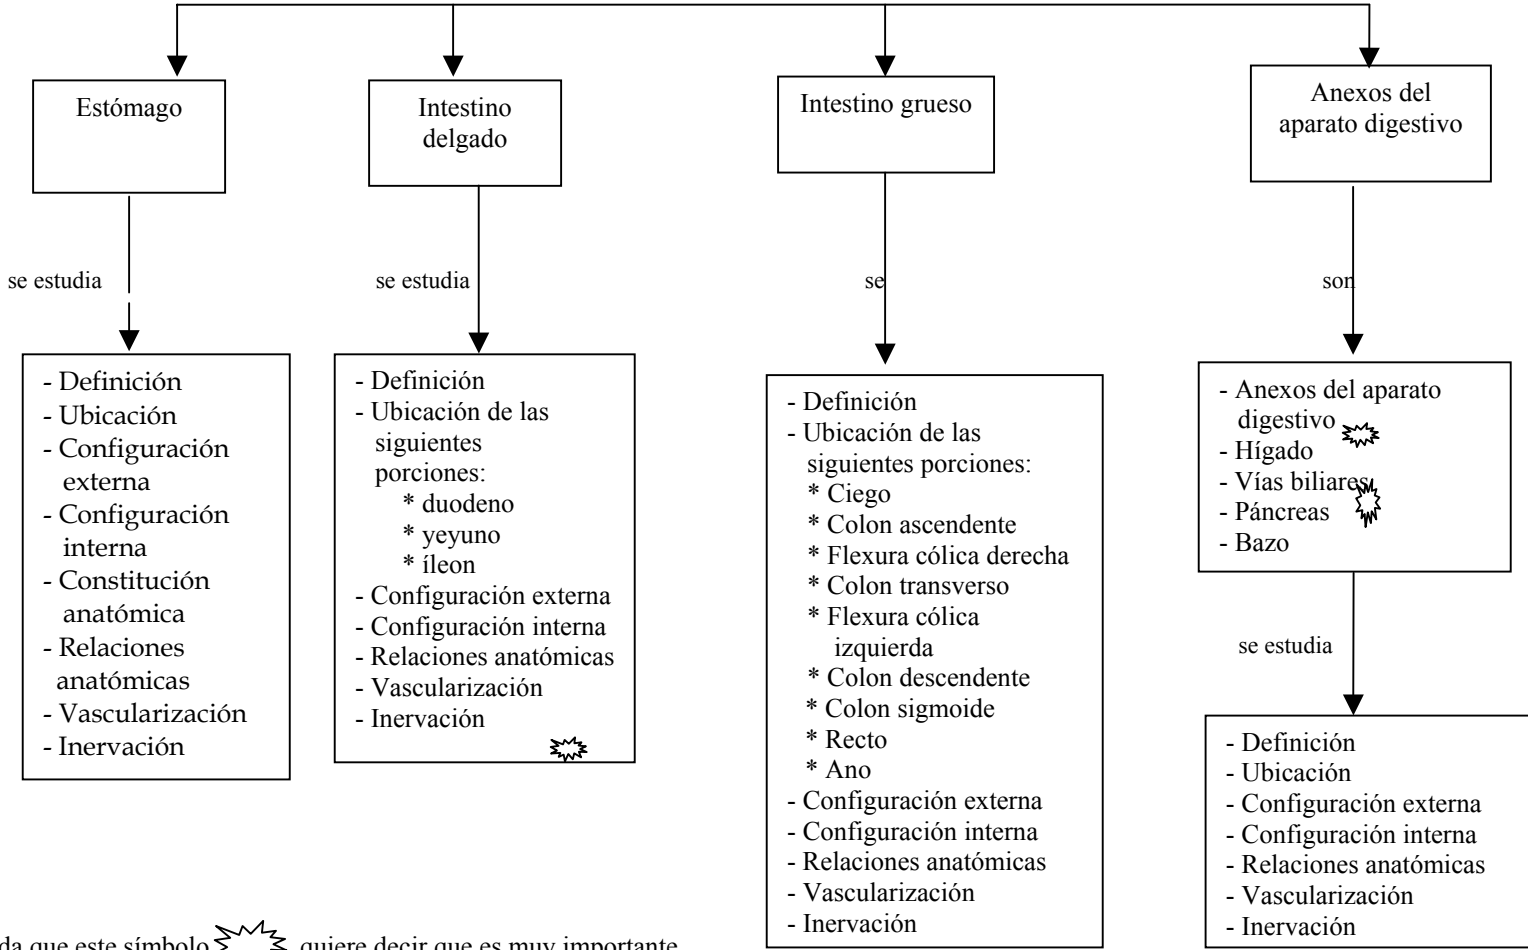 Estómago
Intestino
delgado
Intestino grueso
Anexos del
aparato digestivo
se estudia
se estudia
se
son
- Definición
- Ubicación
- Configuración
externa
- Configuración
interna
- Constitución
anatómica
- Relaciones
anatómicas
- Vascularización
- Inervación
- Definición
- Ubicación de las
siguientes
porciones:
* duodeno
* yeyuno
* íleon
- Configuración externa
- Configuración interna
- Relaciones anatómicas
- Vascularización
- Inervación
- Definición
- Ubicación de las
siguientes porciones:
* Ciego
* Colon ascendente
* Flexura cólica derecha
* Colon transverso
* Flexura cólica
izquierda
* Colon descendente
* Colon sigmoide
* Recto
* Ano
- Configuración externa
- Configuración interna
- Relaciones anatómicas
- Vascularización
- Inervación
- Anexos del aparato
digestivo
- Hígado
- Vías biliares
- Páncreas
- Bazo
se estudia
- Definición
- Ubicación
- Configuración externa
- Configuración interna
- Relaciones anatómicas
- Vascularización
- Inervación
que este símbolo quiere decir que es muy importante